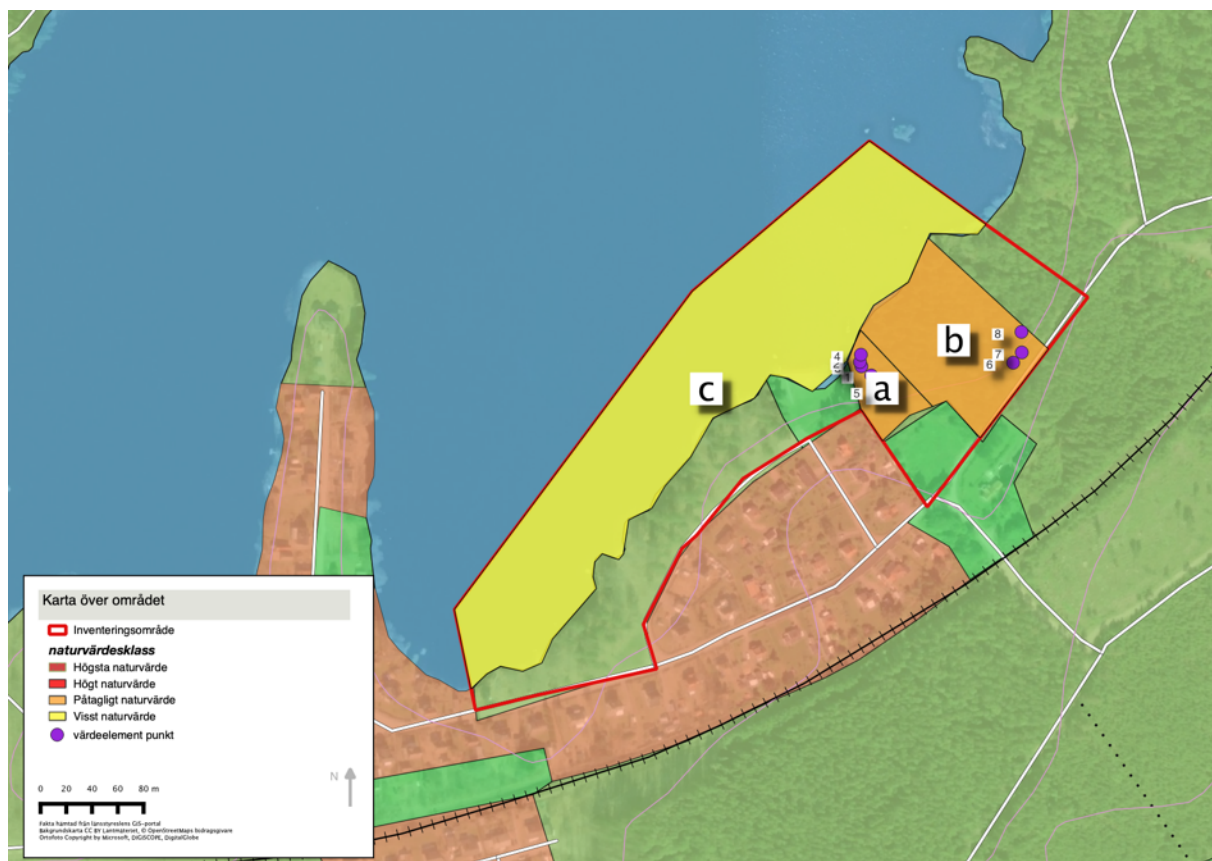 8
b
7
6
4
5
a
c
Karta över området
Inventeringsområde
naturvärdesklass
Högsta naturvärde
Högt naturvärde
Påtagligt naturvärde
Visst naturvärde
värdeelement punkt
N
0 20 40 60 80 m
Fakta hämtad från länsstyrelsens GIS-portal
Bakgrundskarta CC BY Lantmäteriet, © OpenStreetMaps bidragsgivare
Ortofoto Copyright by Microsoft, DigitalGlobe